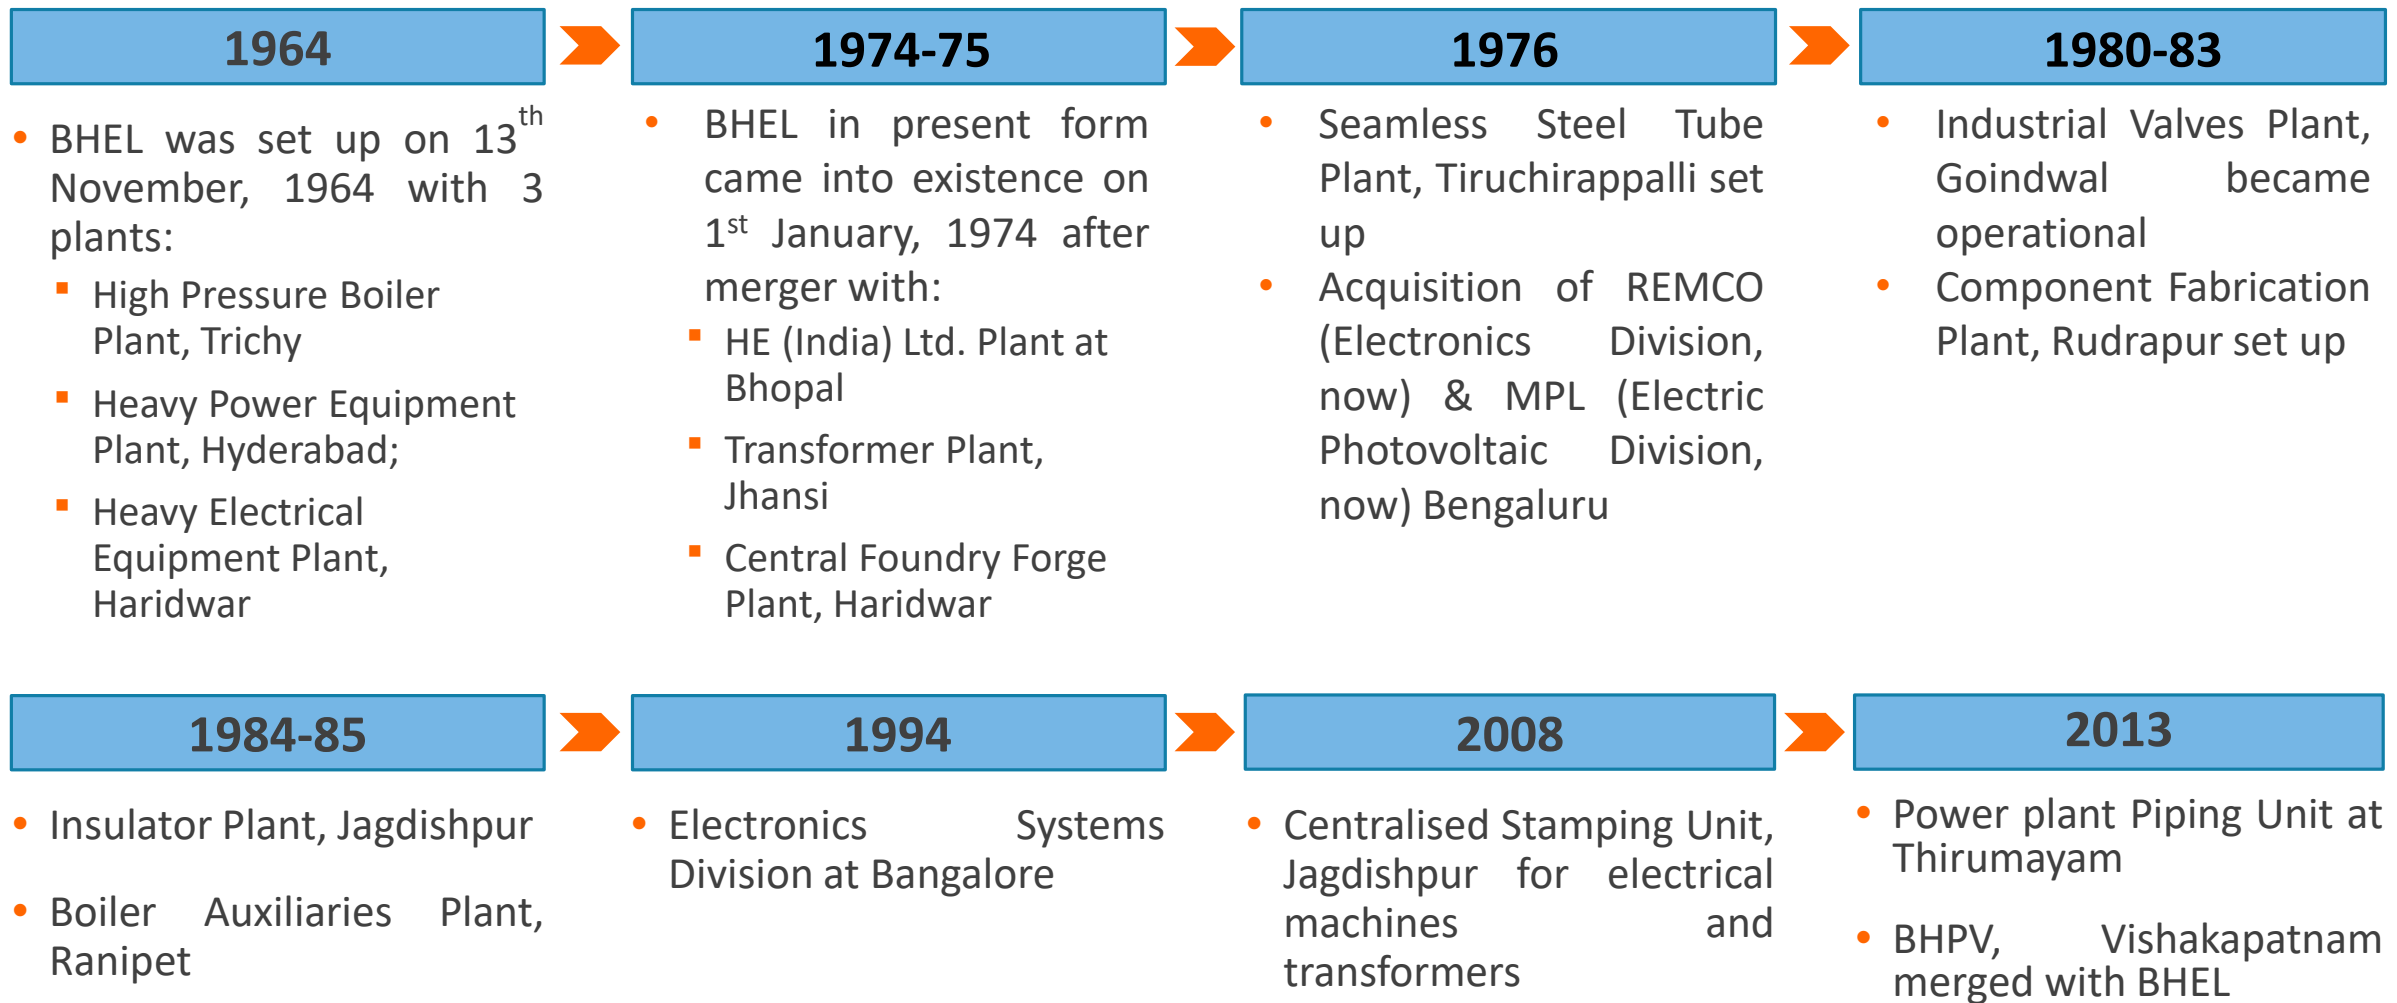 1964
BHEL was set up on 13th
November, 1964 with 3
plants:
High Pressure Boiler
Plant, Trichy
Heavy Power Equipment
Plant, Hyderabad;
Heavy Electrical
Equipment Plant,
Haridwar
1974-75
BHEL in present form
came into existence on
1st January, 1974 after
merger with:
HE (India) Ltd. Plant at
Bhopal
Transformer Plant,
Jhansi
Central Foundry Forge
Plant, Haridwar
1976
Seamless Steel Tube
Plant, Tiruchirappalli set
up
Acquisition of REMCO
(Electronics Division,
now) & MPL (Electric
Photovoltaic Division,
now) Bengaluru
1980-83
Industrial Valves Plant,
Goindwal became
operational
Component Fabrication
Plant, Rudrapur set up
1984-85
Insulator Plant, Jagdishpur
Boiler Auxiliaries Plant,
Ranipet
1994
Electronics Systems
Division at Bangalore
2008
Centralised Stamping Unit,
Jagdishpur for electrical
machines and
transformers
2013
Power plant Piping Unit at
Thirumayam
BHPV, Vishakapatnam
merged with BHEL